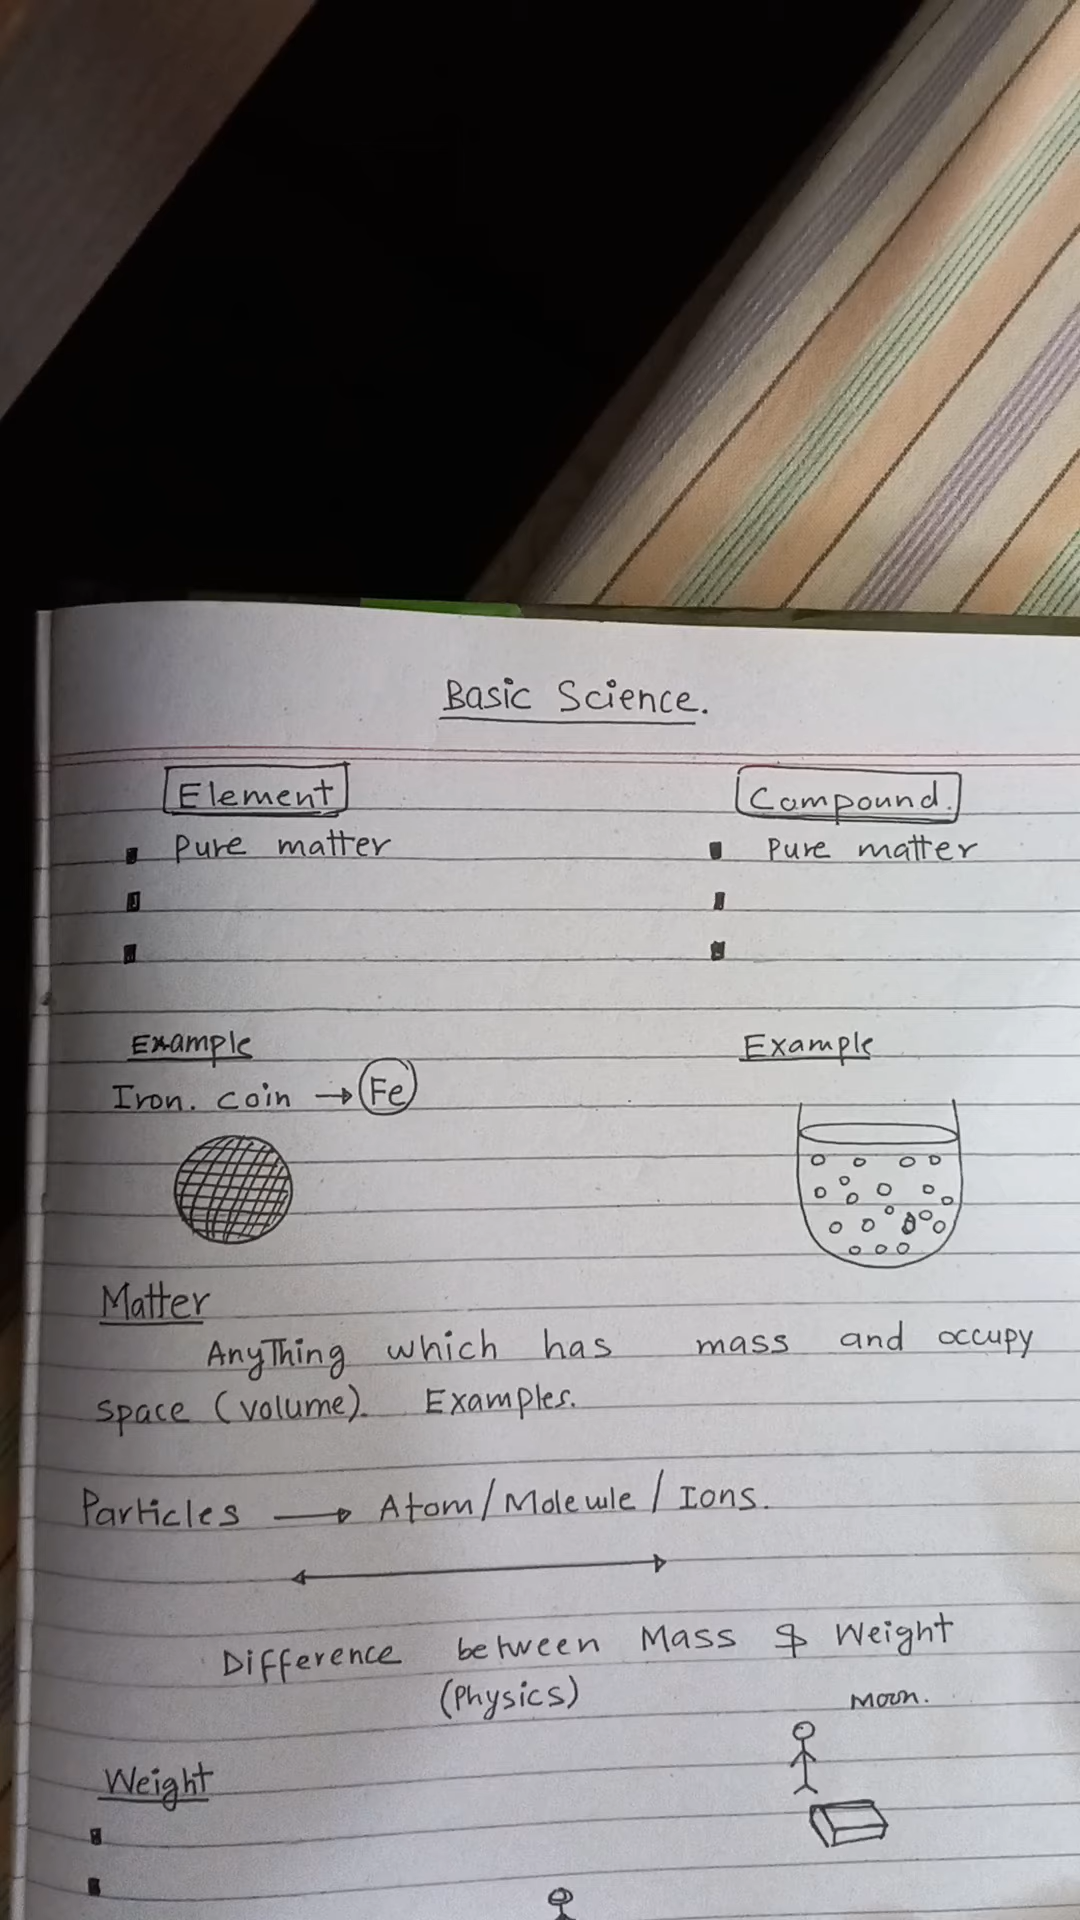 Basic Science.
Element
Compound.
Pure matter
Pure matter
Example
Example
Iron. coin → Fe
Matter
AnyThing which has mass and occupy
space (volume). Examples.
Particles → Atom/Molecule/Ions.
Difference between Mass & Weight
(Physics)
Moon.
Weight